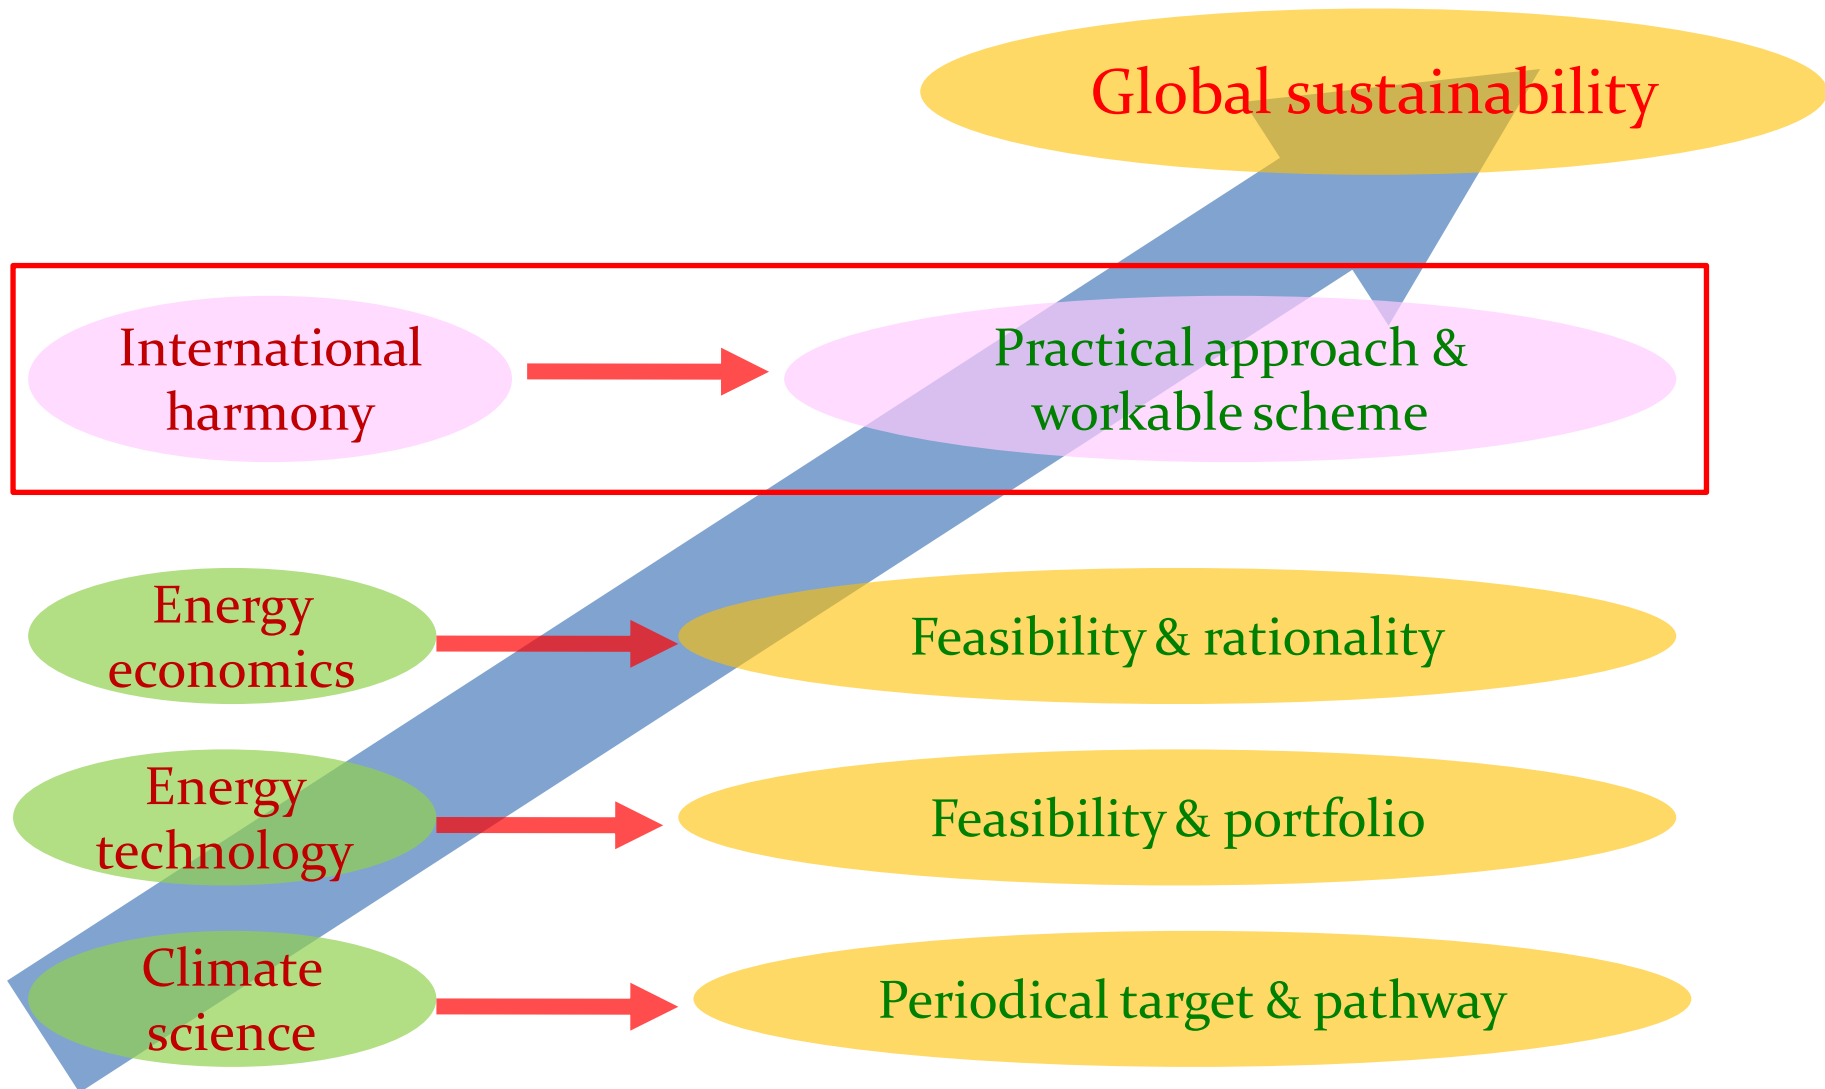 Global sustainability
International
harmony
Practical approach &
workable scheme
Energy
economics
Feasibility & rationality
Energy
technology
Feasibility & portfolio
Climate
science
Periodical target & pathway